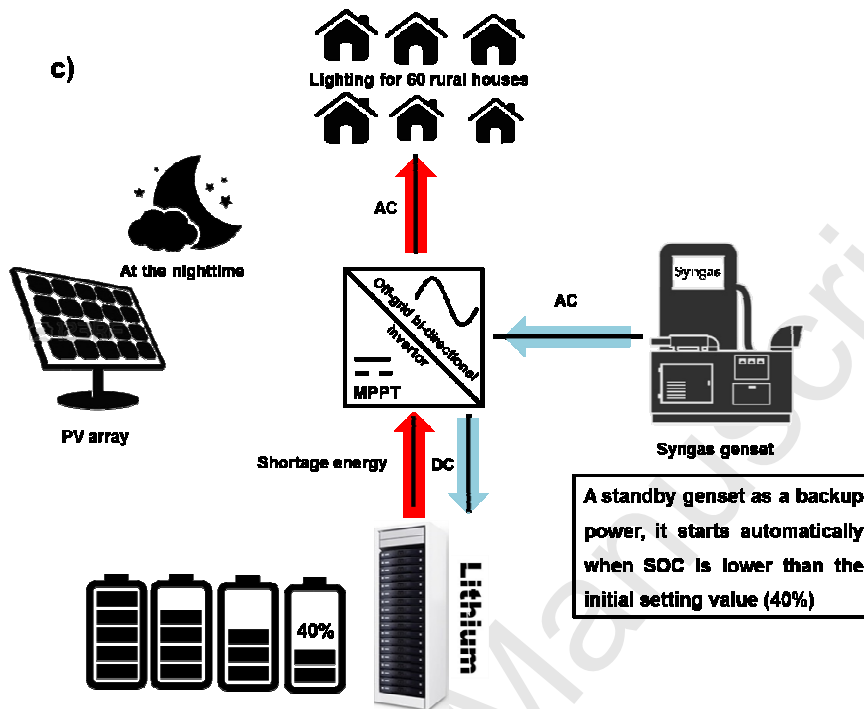 c)
Lighting for 60 rural houses
AC
At the nighttime
Syngas
AC
Off-grid bi-directional
invertor
MPPT
PV array
Syngas genset
Shortage energy
DC
A standby genset as a backup
power, it starts automatically
when SOC is lower than the
initial setting value (40%)
Lithium
40%
Manuscri